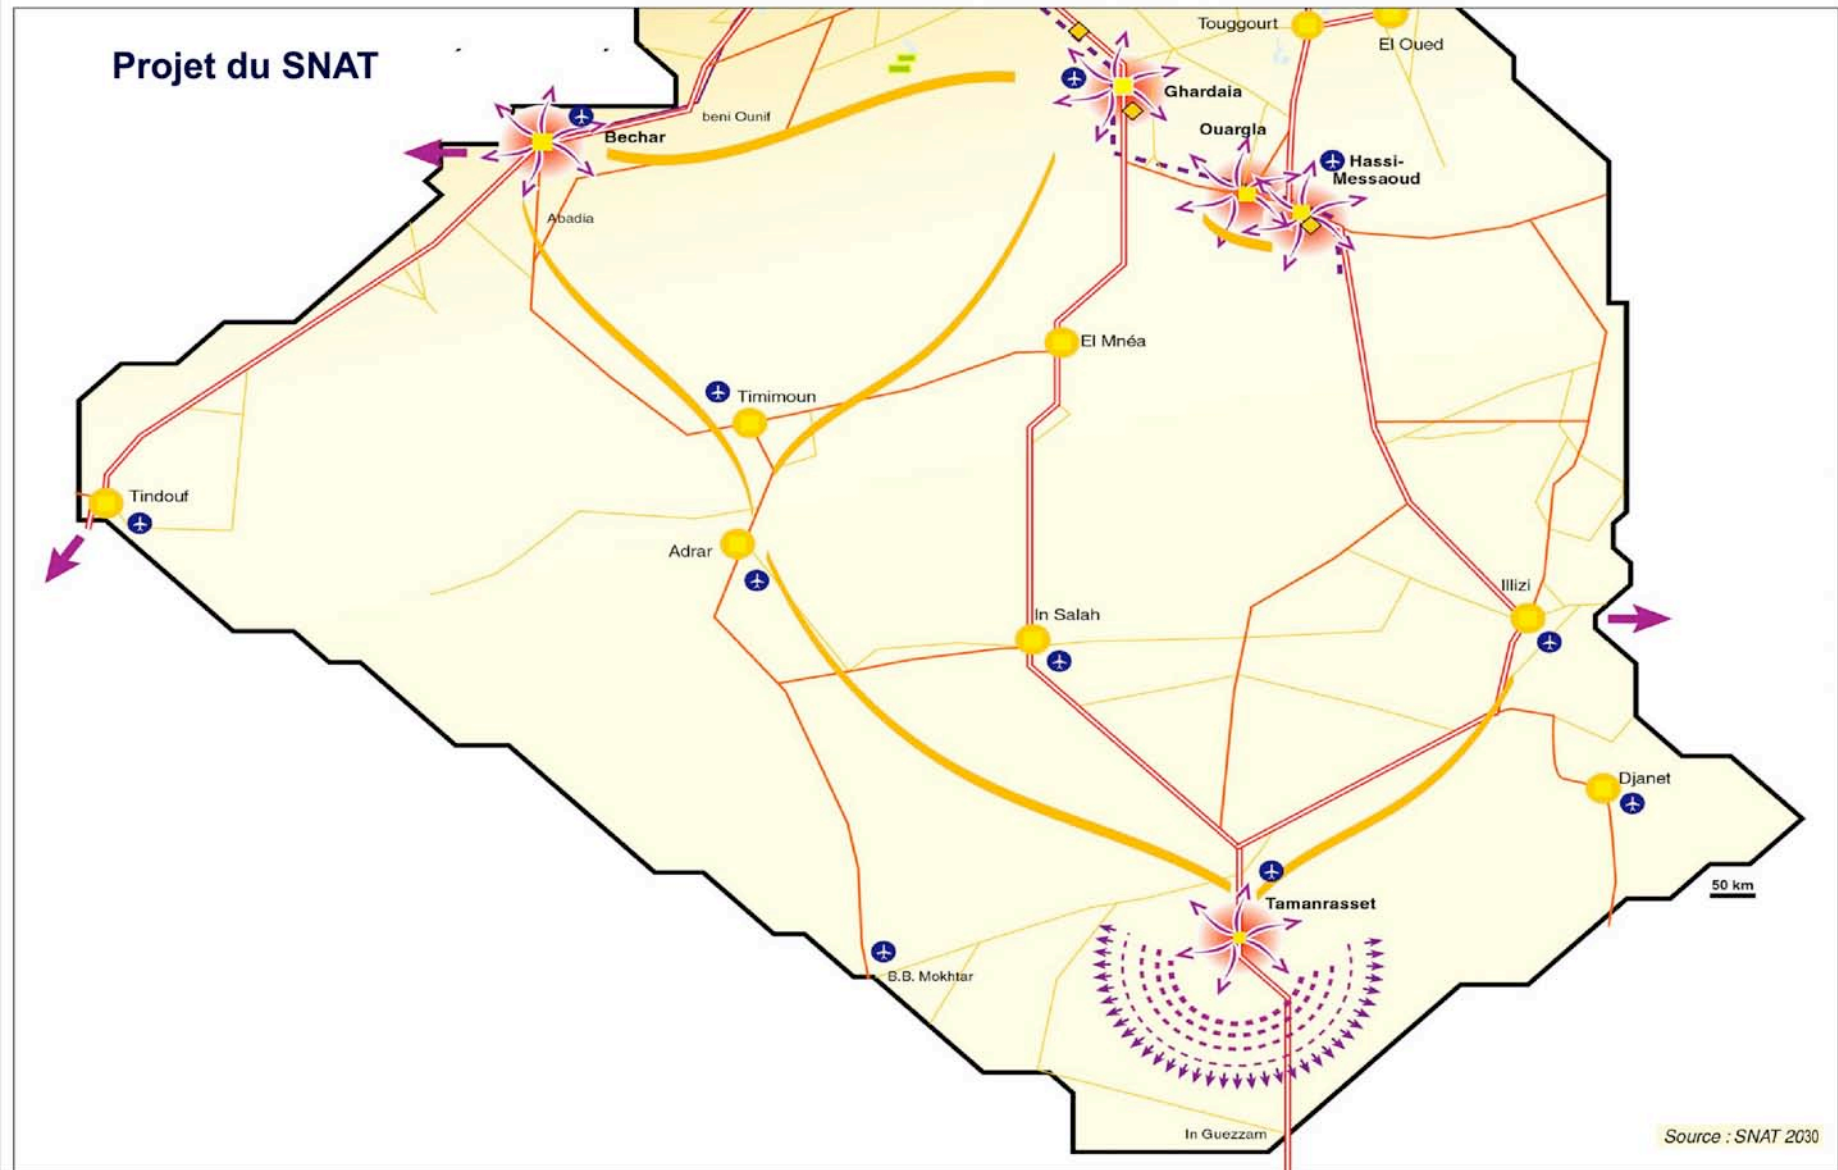 Projet du SNAT
Touggourt
El Oued
Ghardaia
beni Ounif
Bechar
Ouargla
Hassi-
Messaoud
Abadia
El Mnéa
Timimoun
Tindouf
Adrar
Illizi
In Salah
Djanet
50 km
Tamanrasset
B.B. Mokhtar
In Guezzam
Source : SNAT 2030